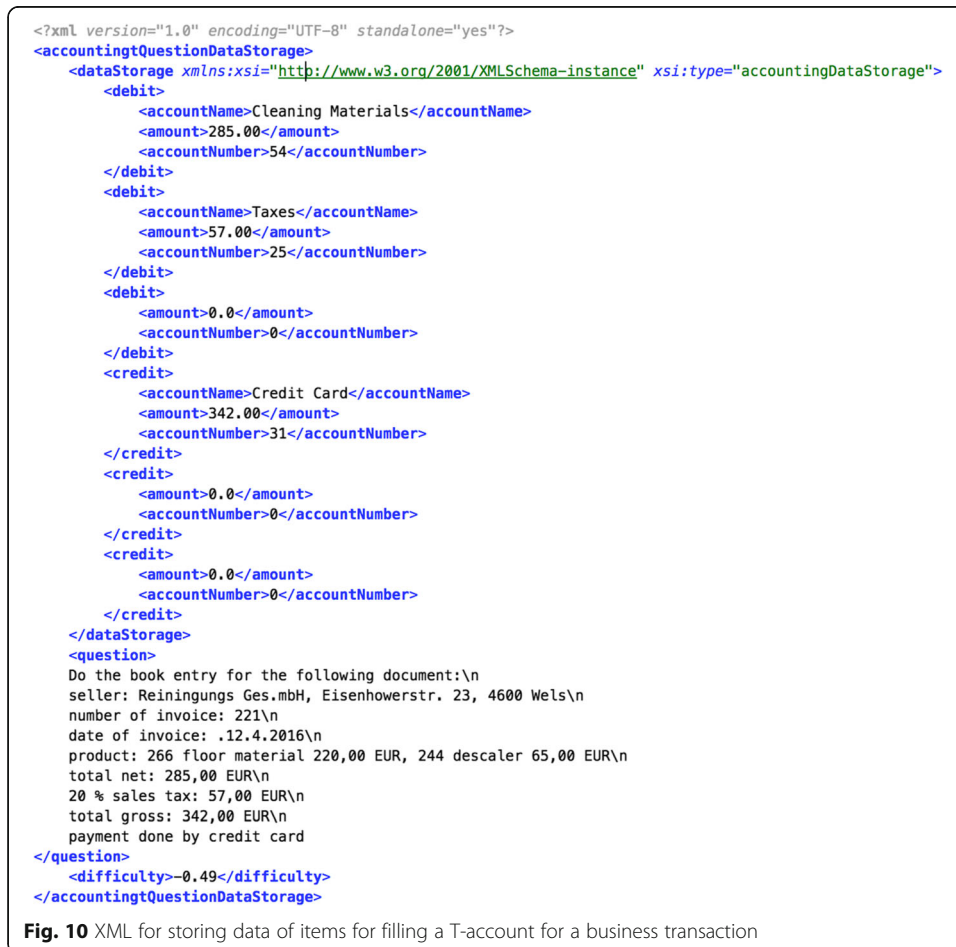 <?xml version="1.0" encoding="UTF-8" standalone="yes"?>
<accountingtQuestionDataStorage>
<dataStorage xmlns:xsi="http://www.w3.org/2001/XMLSchema-instance" xsi:type="accountingDataStorage">
<debit>
<accountName>Cleaning Materials</accountName>
<amount>285.00</amount>
<accountNumber>54</accountNumber>
</debit>
<debit>
<accountName>Taxes</accountName>
<amount>57.00</amount>
<accountNumber>25</accountNumber>
</debit>
<debit>
<amount>0.0</amount>
<accountNumber>0</accountNumber>
</debit>
<credit>
<accountName>Credit Card</accountName>
<amount>342.00</amount>
<accountNumber>31</accountNumber>
</credit>
<credit>
<amount>0.0</amount>
<accountNumber>0</accountNumber>
</credit>
<credit>
<amount>0.0</amount>
<accountNumber>0</accountNumber>
</credit>
</dataStorage>
<question>
Do the book entry for the following document:\n
seller: Reiningungs Ges.mbH, Eisenhowerstr. 23, 4600 Wels\n
number of invoice: 221\n
date of invoice: .12.4.2016\n
product: 266 floor material 220,00 EUR, 244 descaler 65,00 EUR\n
total net: 285,00 EUR\n
20 % sales tax: 57,00 EUR\n
total gross: 342,00 EUR\n
payment done by credit card
</question>
<difficulty>-0.49</difficulty>
</accountingtQuestionDataStorage>
Fig. 10 XML for storing data of items for filling a T-account for a business transaction